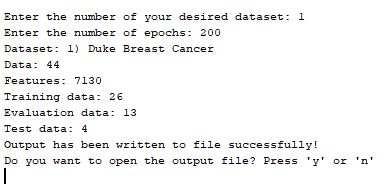 Enter the number of your desired dataset: 1
Enter the number of epochs: 200
Dataset: 1) Duke Breast Cancer
Data: 44
Features: 7130
Training data: 26
Evaluation data: 13
Test data: 4
Output has been written to file successfully!
Do you want to open the output file? Press 'y' or 'n'